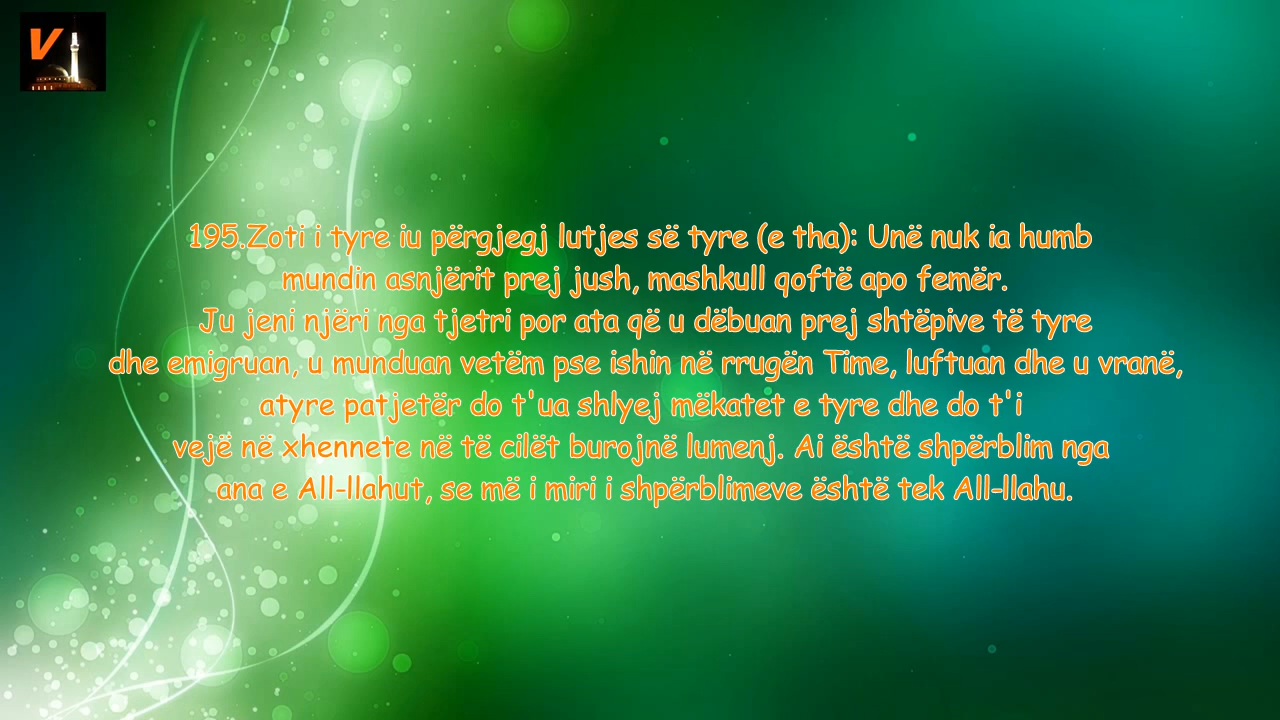 V
195.Zoti i tyre iu përgjegj lutjes së tyre (e tha): Unë nuk ia humb
mundin asnjërit prej jush, mashkull qoftë apo femër.
Ju jeni njëri nga tjetri por ata që u dëbuan prej shtëpive të tyre
dhe emigruan, u munduan vetëm pse ishin në rrugën Time, luftuan dhe u vranë,
atyre patjetër do t'ua shlyej mëkatet e tyre dhe do t'i
vejë në xhennete në të cilët burojnë lumenj. Ai është shpërblim nga
ana e All-llahut, se më i miri i shpërblimeve është tek All-llahu.